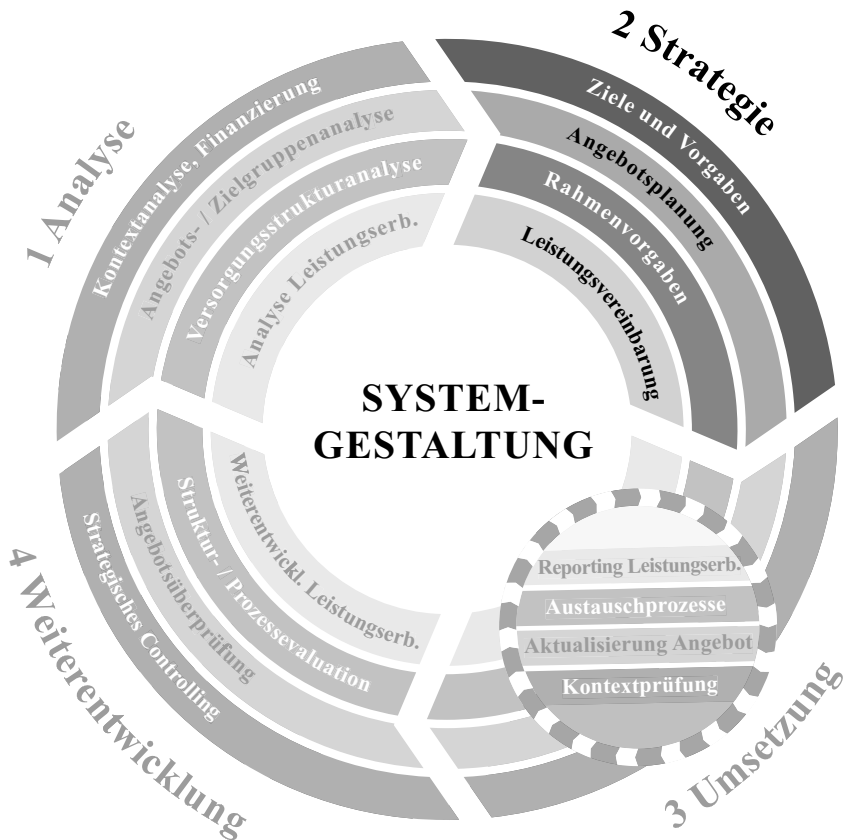 1 Analyse
Kontextanalyse, Finanzierung
Angebots- / Zielgruppenanalyse
Versorgungsstrukturanalyse
Analyse Leistungserb.
2 Strategie
Ziele und Vorgaben
Angebotsplanung
Rahmenvorgaben
Leistungsvereinbarung
SYSTEM-
GESTALTUNG
3 Umsetzung
Reporting Leistungserb.
Austauschprozesse
Aktualisierung Angebot
Kontextprüfung
4 Weiterentwicklung
Strategisches Controlling
Angebotsüberprüfung
Struktur- / Prozessevaluation
Weiterentwickl. Leistungserb.